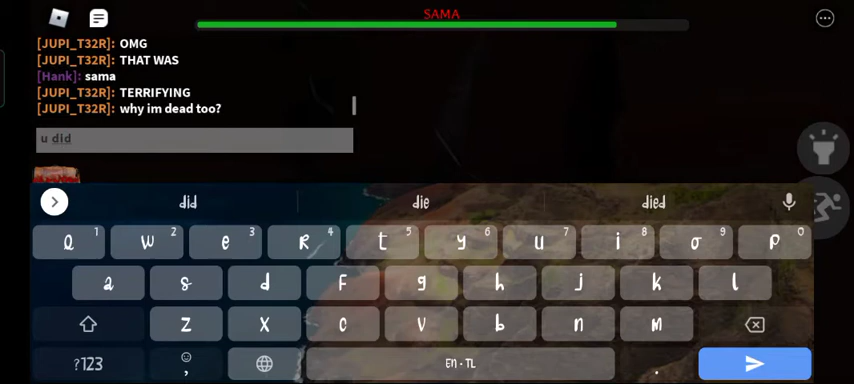 SAMA
[JUPI_T32R]: OMG
[JUPI_T32R]: THAT WAS
[Hank]: sama
[JUPI_T32R]: TERRIFYING
[JUPI_T32R]: why im dead too?
u did
did die died
Q 1 W 2 e 3 R 4 t 5 y 6 u 7 i 8 o 9 P 0
a s d F g h j k l
Z X c v b n M
?123 , EN • TL .